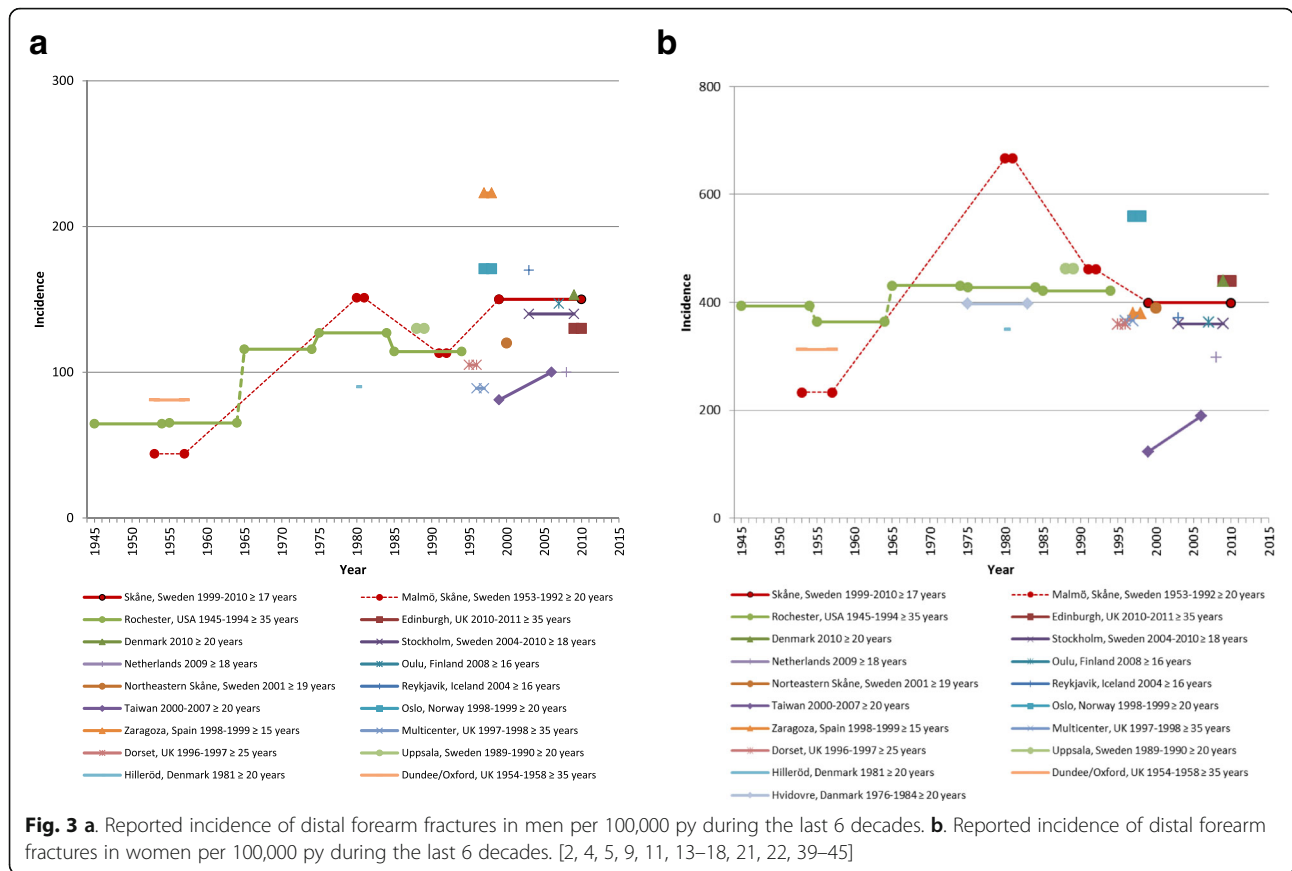 a
300
200
100
0
Incidence
1945
1950
1955
1960
1965
1970
1975
1980
1985
1990
1995
2000
2005
2010
2015
Year
Skåne, Sweden 1999-2010 ≥ 17 years
Malmö, Skåne, Sweden 1953-1992 ≥ 20 years
Rochester, USA 1945-1994 ≥ 35 years
Edinburgh, UK 2010-2011 ≥ 35 years
Denmark 2010 ≥ 20 years
Stockholm, Sweden 2004-2010 ≥ 18 years
Netherlands 2009 ≥ 18 years
Oulu, Finland 2008 ≥ 16 years
Northeastern Skåne, Sweden 2001 ≥ 19 years
Reykjavik, Iceland 2004 ≥ 16 years
Taiwan 2000-2007 ≥ 20 years
Oslo, Norway 1998-1999 ≥ 20 years
Zaragoza, Spain 1998-1999 ≥ 15 years
Multicenter, UK 1997-1998 ≥ 35 years
Dorset, UK 1996-1997 ≥ 25 years
Uppsala, Sweden 1989-1990 ≥ 20 years
Hilleröd, Denmark 1981 ≥ 20 years
Dundee/Oxford, UK 1954-1958 ≥ 35 years
b
800
600
400
200
0
Incidence
1945
1950
1955
1960
1965
1970
1975
1980
1985
1990
1995
2000
2005
2010
2015
Year
Skåne, Sweden 1999-2010 ≥ 17 years
Malmö, Skåne, Sweden 1953-1992 ≥ 20 years
Rochester, USA 1945-1994 ≥ 35 years
Edinburgh, UK 2010-2011 ≥ 35 years
Denmark 2010 ≥ 20 years
Stockholm, Sweden 2004-2010 ≥ 18 years
Netherlands 2009 ≥ 18 years
Oulu, Finland 2008 ≥ 16 years
Norteastern Skåne, Sweden 2001 ≥ 19 years
Reykjavik, Iceland 2004 ≥ 16 years
Taiwan 2000-2007 ≥ 20 years
Oslo, Norway 1998-1999 ≥ 20 years
Zaragoza, Spain 1998-1999 ≥ 15 years
Multicenter, UK 1997-1998 ≥ 35 years
Dorset, UK 1996-1997 ≥ 25 years
Uppsala, Sweden 1989-1990 ≥ 20 years
Hilleröd, Denmark 1981 ≥ 20 years
Dundee/Oxford, UK 1954-1958 ≥ 35 years
Hvidovre, Danmark 1976-1984 ≥ 20 years
Fig. 3 a. Reported incidence of distal forearm fractures in men per 100,000 py during the last 6 decades. b. Reported incidence of distal forearm
fractures in women per 100,000 py during the last 6 decades. [2, 4, 5, 9, 11, 13–18, 21, 22, 39–45]